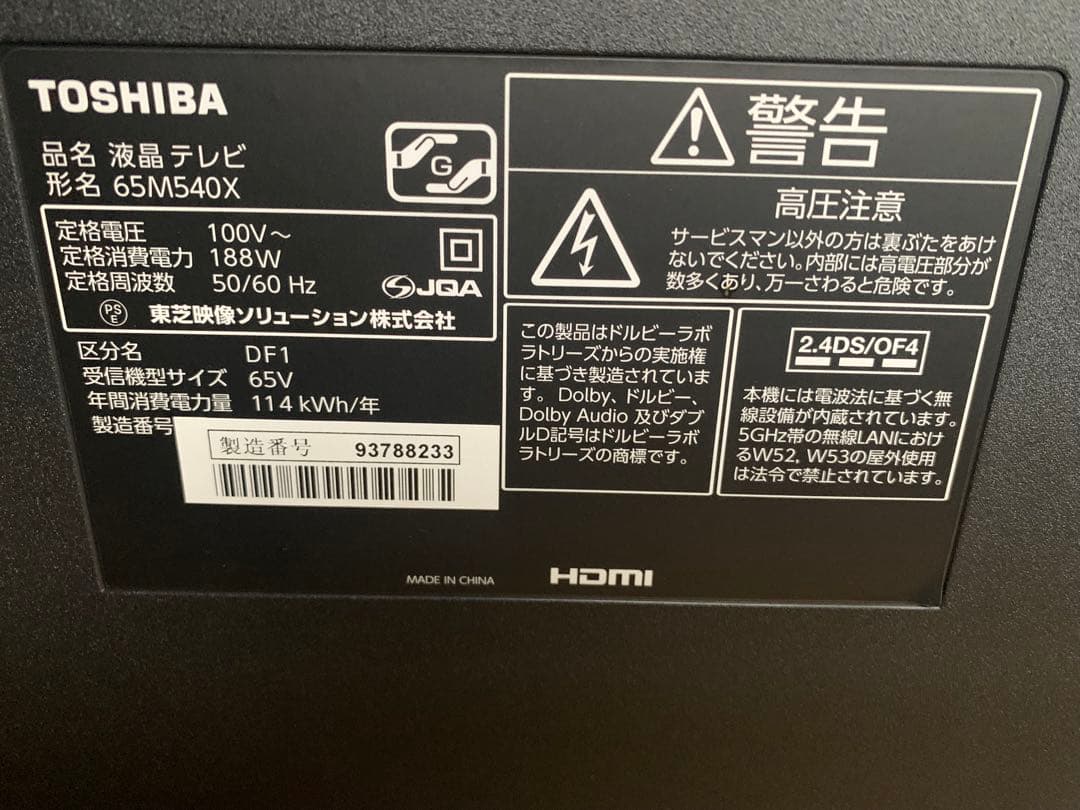 TOSHIBA
品名 液晶テレビ
形名 65M540X
G
定格電圧 100V～
定格消費電力 188W
定格周波数 50/60 Hz
JQA
PS
E
東芝映像ソリューション株式会社
区分名 DF1
受信機型サイズ 65V
年間消費電力量 114 kWh/年
製造番号
製造番号 93788233
警告
高圧注意
サービスマン以外の方は裏ぶたをあけ
ないでください。内部には高電圧部分が
数多くあり、万一さわると危険です。
この製品はドルビーラボ
ラトリーズからの実施権
に基づき製造されていま
す。Dolby、ドルビー、
Dolby Audio 及びダブ
ルD記号はドルビーラボ
ラトリーズの商標です。
2.4DS/OF4
本機には電波法に基づく無
線設備が内蔵されています。
5GHz帯の無線LANにおけ
るW52, W53の屋外使用
は法令で禁止されています。
MADE IN CHINA
HDMI